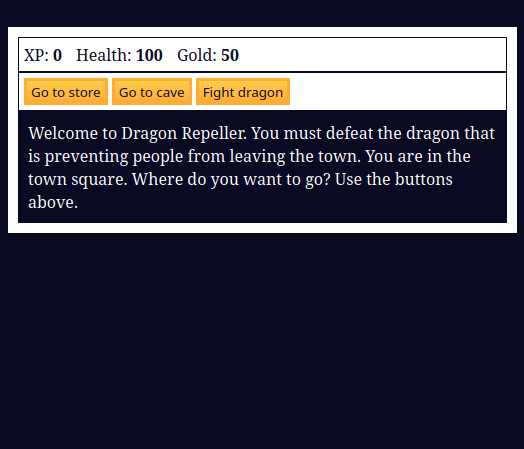 XP: 0 Health: 100 Gold: 50
Go to store Go to cave Fight dragon
Welcome to Dragon Repeller. You must defeat the dragon that
is preventing people from leaving the town. You are in the
town square. Where do you want to go? Use the buttons
above.